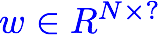 w ∈ R^{N×?}